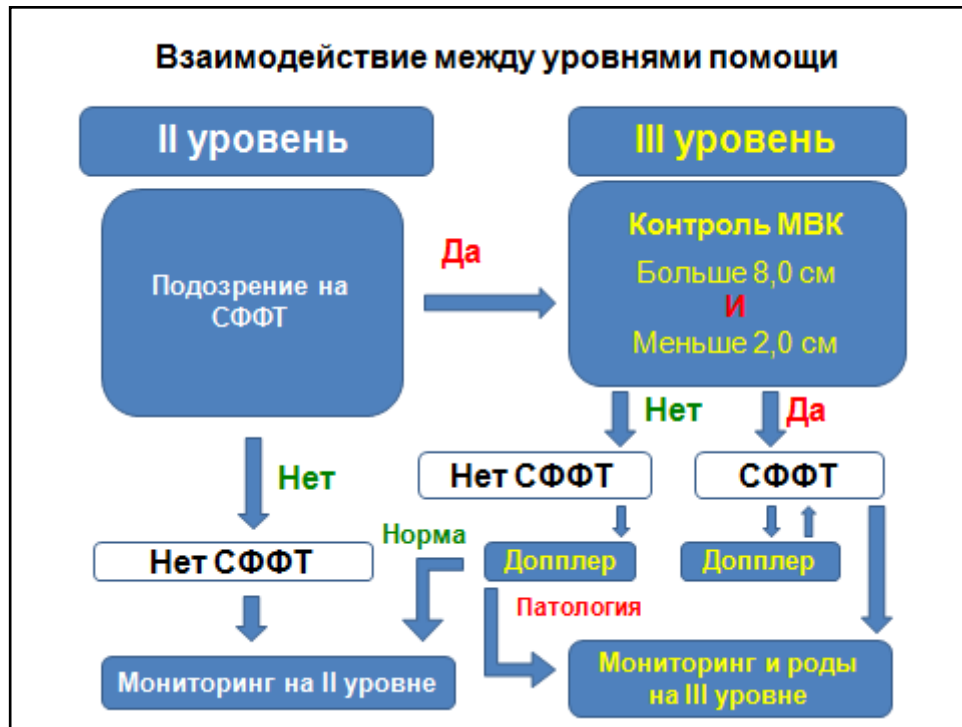 Взаимодействие между уровнями помощи
II уровень
III уровень
Подозрение на
СФФТ
Да
Контроль МВК
Больше 8,0 см
И
Меньше 2,0 см
Нет
Нет
Да
Нет СФФТ
СФФТ
Нет СФФТ
Норма
Допплер
Допплер
Патология
Мониторинг на II уровне
Мониторинг и роды
на III уровне